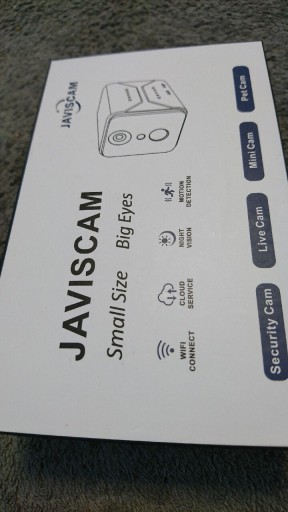 JAVISCAM
JAVISCAM
Small Size Big Eyes
WIFI
CONNECT
CLOUD
SERVICE
NIGHT
VISION
MOTION
DETECTION
Security Cam
Live Cam
Mini Cam
Pet Cam